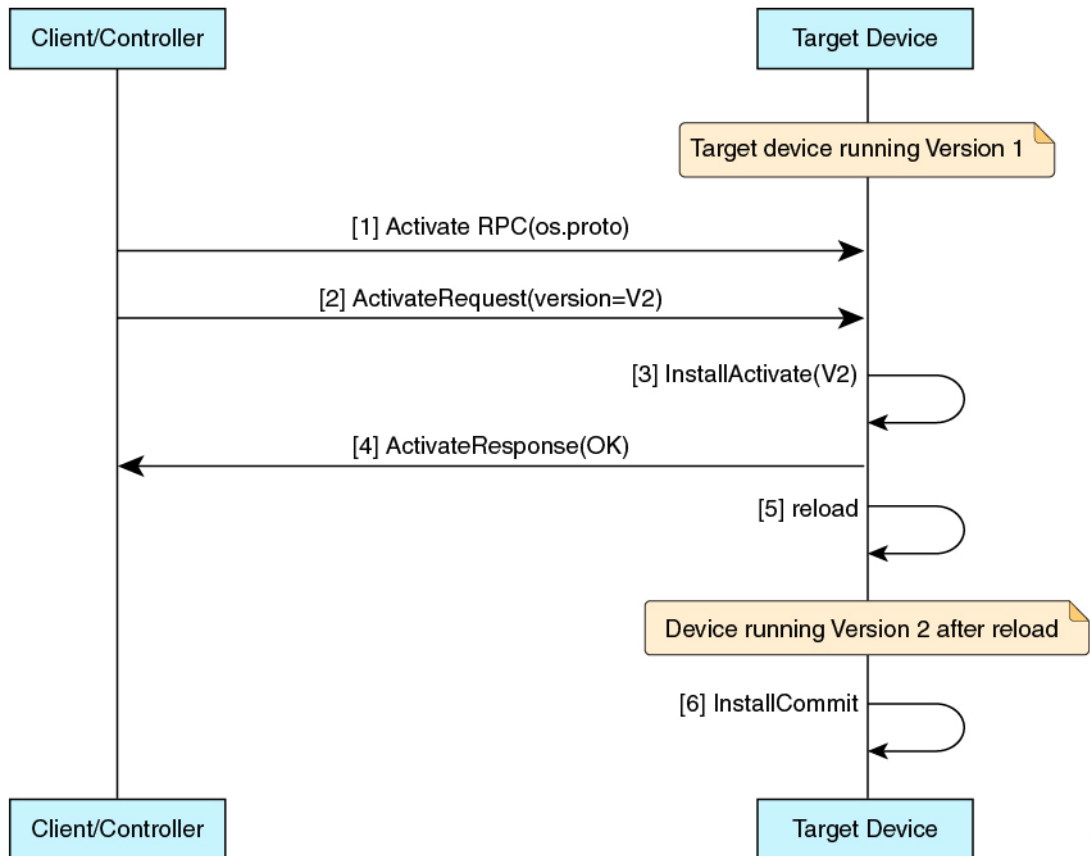 Client/Controller
Target Device
Target device running Version 1
[1] Activate RPC(os.proto)
[2] ActivateRequest(version=V2)
[3] InstallActivate(V2)
[4] ActivateResponse(OK)
[5] reload
Device running Version 2 after reload
[6] InstallCommit
Client/Controller
Target Device